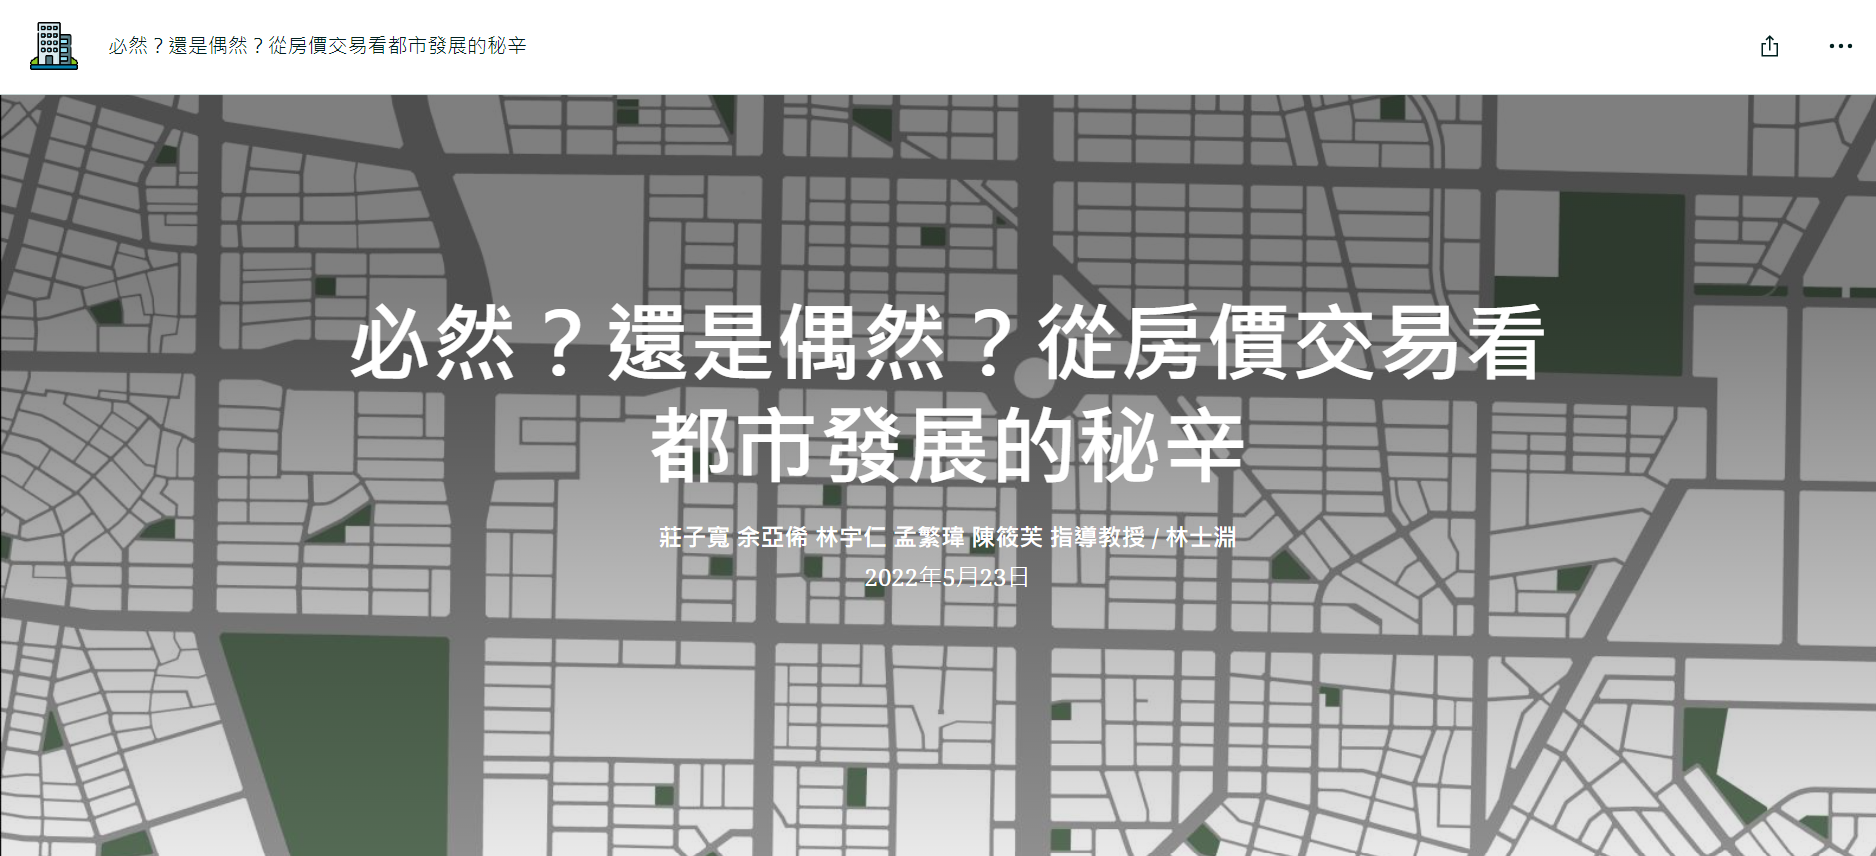 必然？還是偶然？從房價交易看都市發展的秘辛
必然？還是偶然？從房價交易看
都市發展的秘辛
莊子寬 余亞俙 林宇仁 孟繁瑋 陳筱芙 指導教授 / 林士淵
2022年5月23日